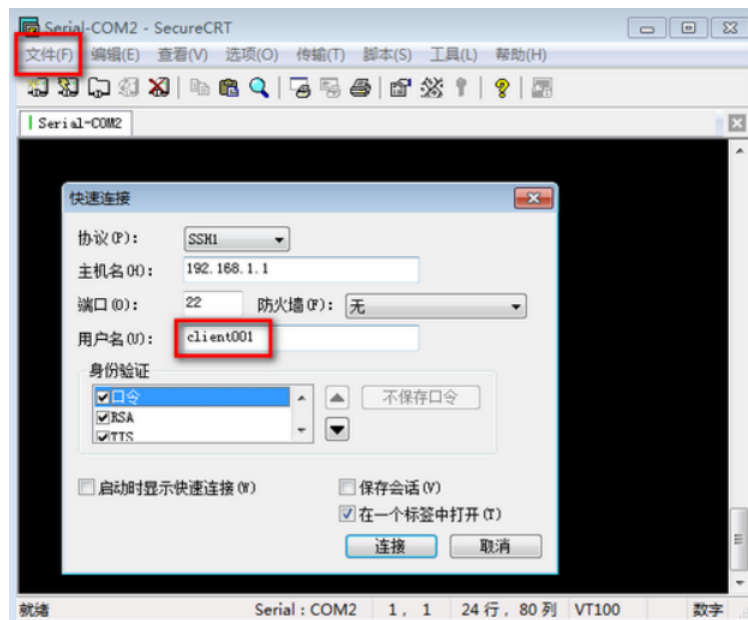 Serial-COM2 - SecureCRT
文件(F) 编辑(E) 查看(V) 选项(O) 传输(T) 脚本(S) 工具(L) 帮助(H)
Serial-COM2
快速连接
协议(P): SSH1
主机名(H): 192.168.1.1
端口(O): 22 防火墙(F): 无
用户名(U): client001
身份验证
口令 不保存口令
RSA
TIS
启动时显示快速连接(W) 保存会话(V)
在一个标签中打开(T)
连接 取消
就绪 Serial : COM2 1, 1 24 行, 80 列 VT100 数字